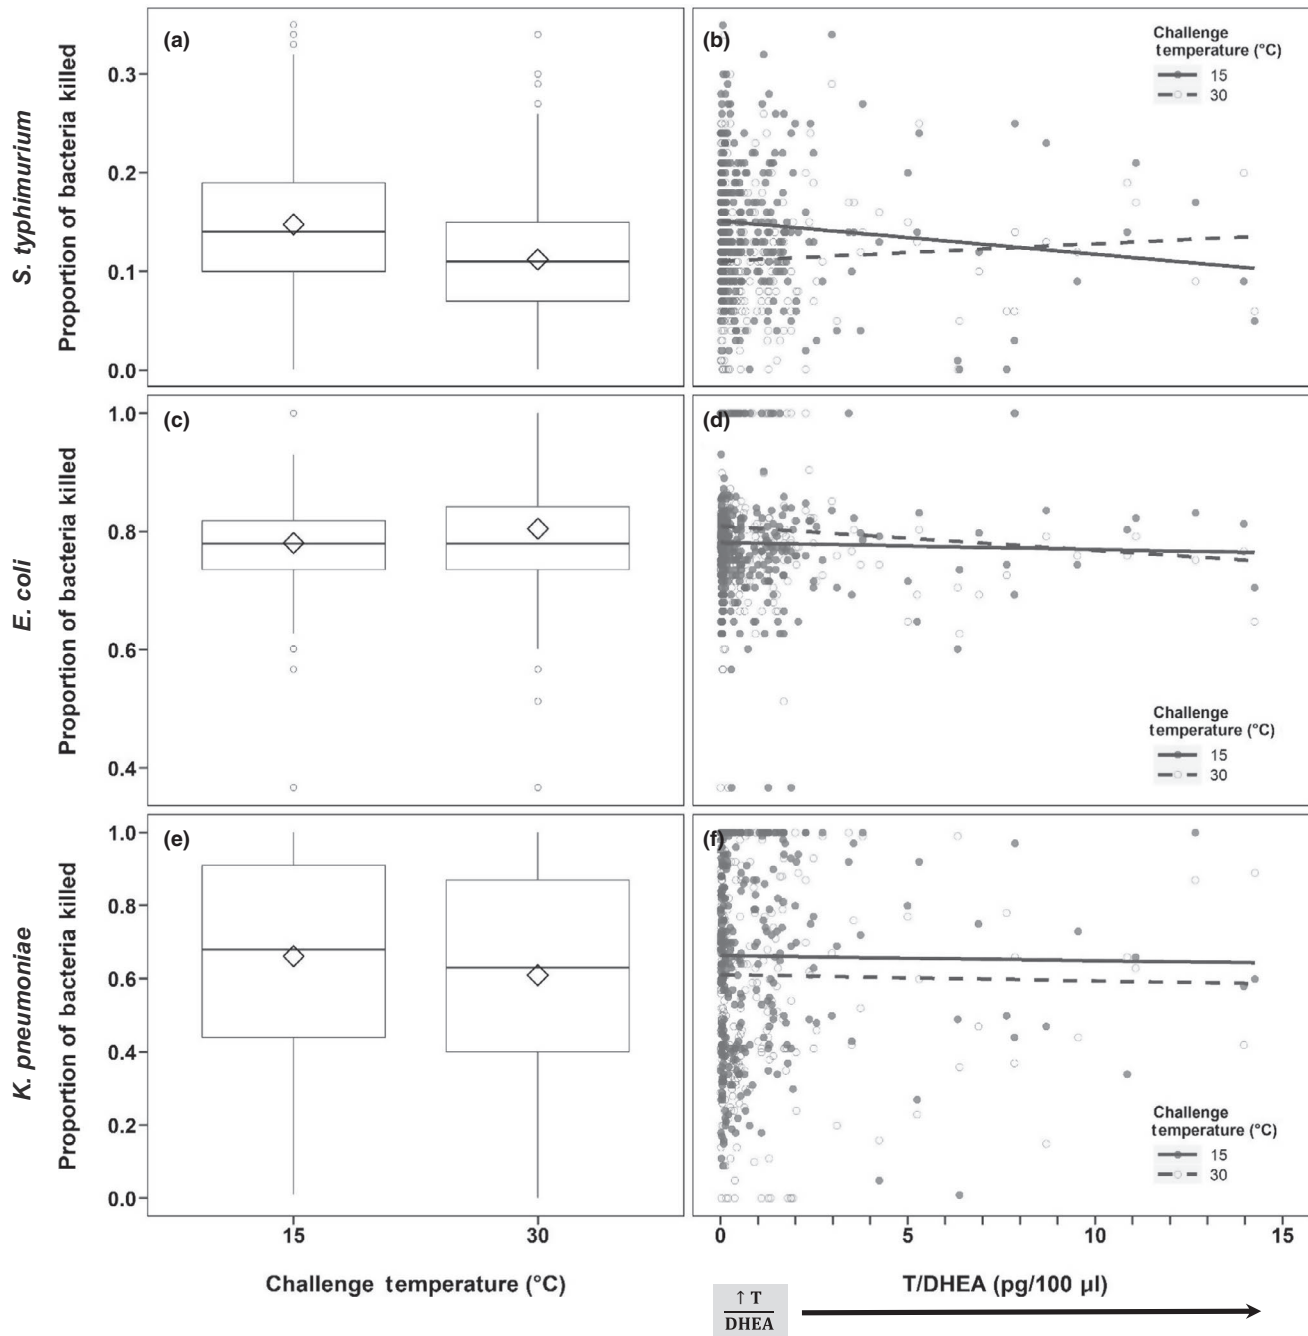 S. typhimurium
Proportion of bacteria killed
0.3
0.2
0.1
0.0
(a)
(b)
Challenge
temperature (°C)
15
30
E. coli
Proportion of bacteria killed
1.0
0.8
0.6
0.4
(c)
(d)
Challenge
temperature (°C)
15
30
K. pneumoniae
Proportion of bacteria killed
1.0
0.8
0.6
0.4
0.2
0.0
(e)
(f)
Challenge
temperature (°C)
15
30
15
30
0
5
10
15
Challenge temperature (°C)
T/DHEA (pg/100 µl)
↑ T
DHEA